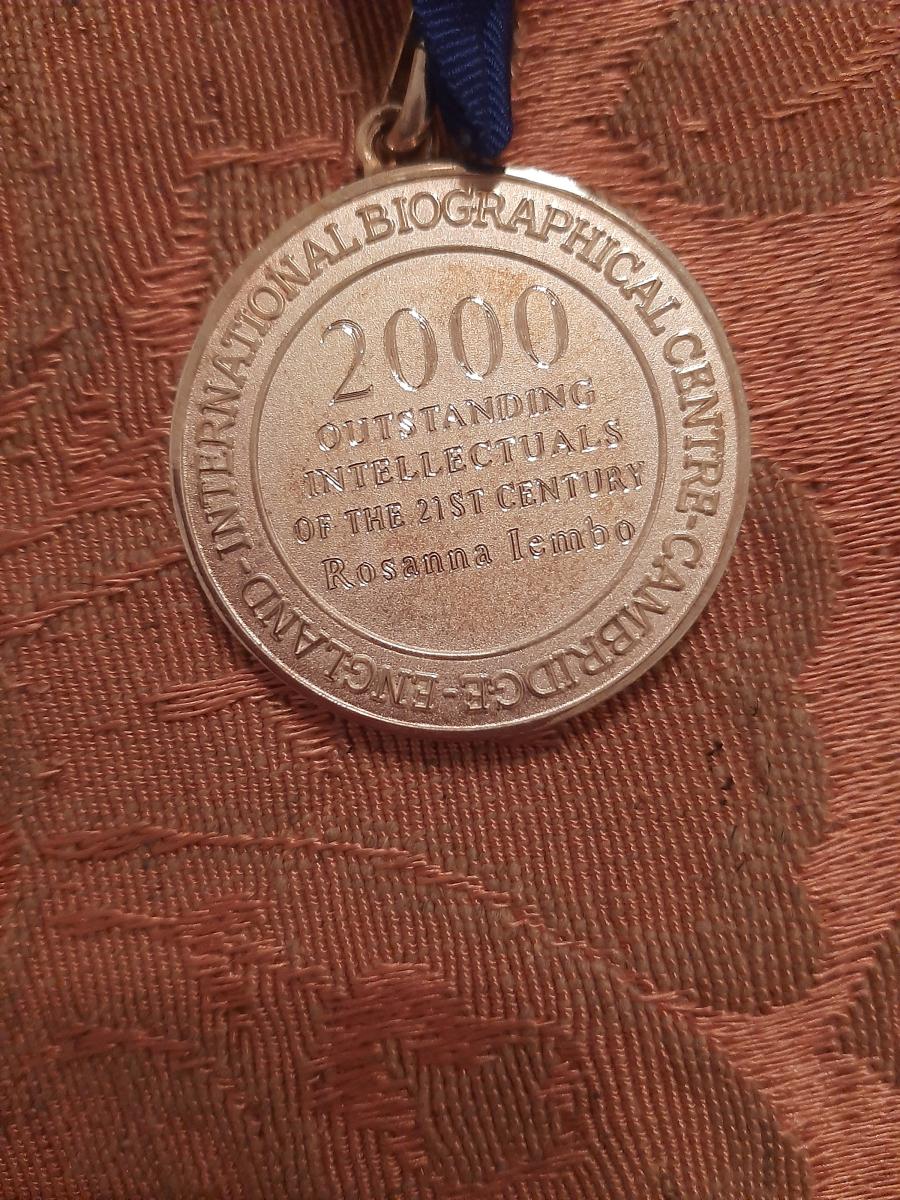 INTERNATIONAL BIOGRAPHICAL CENTRE-CAMBRIDGE-ENGLAND-
2000
OUTSTANDING
INTELLECTUALS
OF THE 21ST CENTURY
Rosanna Iembo